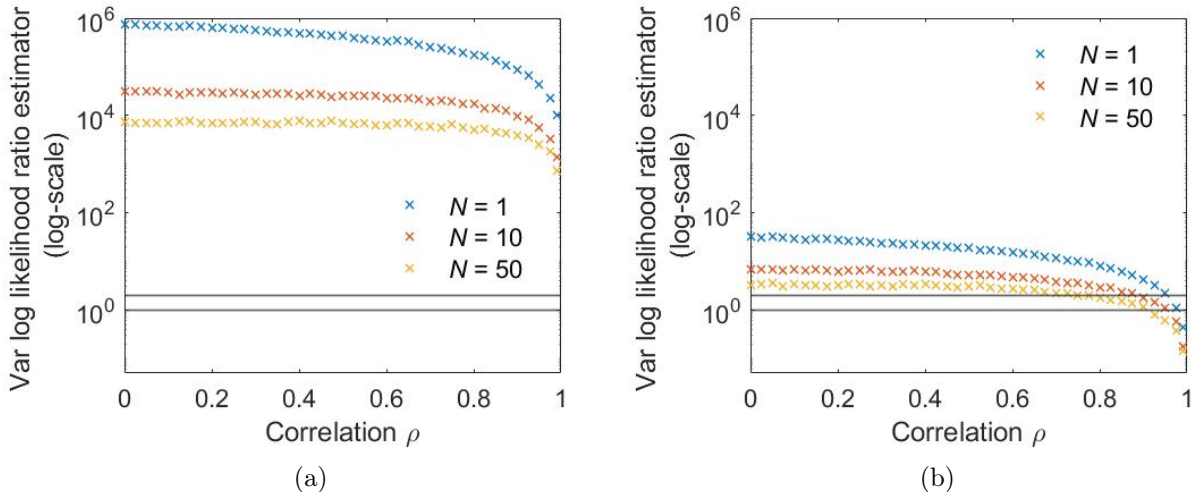 Var log likelihood ratio estimator
(log-scale)
10^6
10^4
10^2
10^0
× N = 1
× N = 10
× N = 50
0 0.2 0.4 0.6 0.8 1
Correlation ρ
(a)
Var log likelihood ratio estimator
(log-scale)
10^6
10^4
10^2
10^0
× N = 1
× N = 10
× N = 50
0 0.2 0.4 0.6 0.8 1
Correlation ρ
(b)